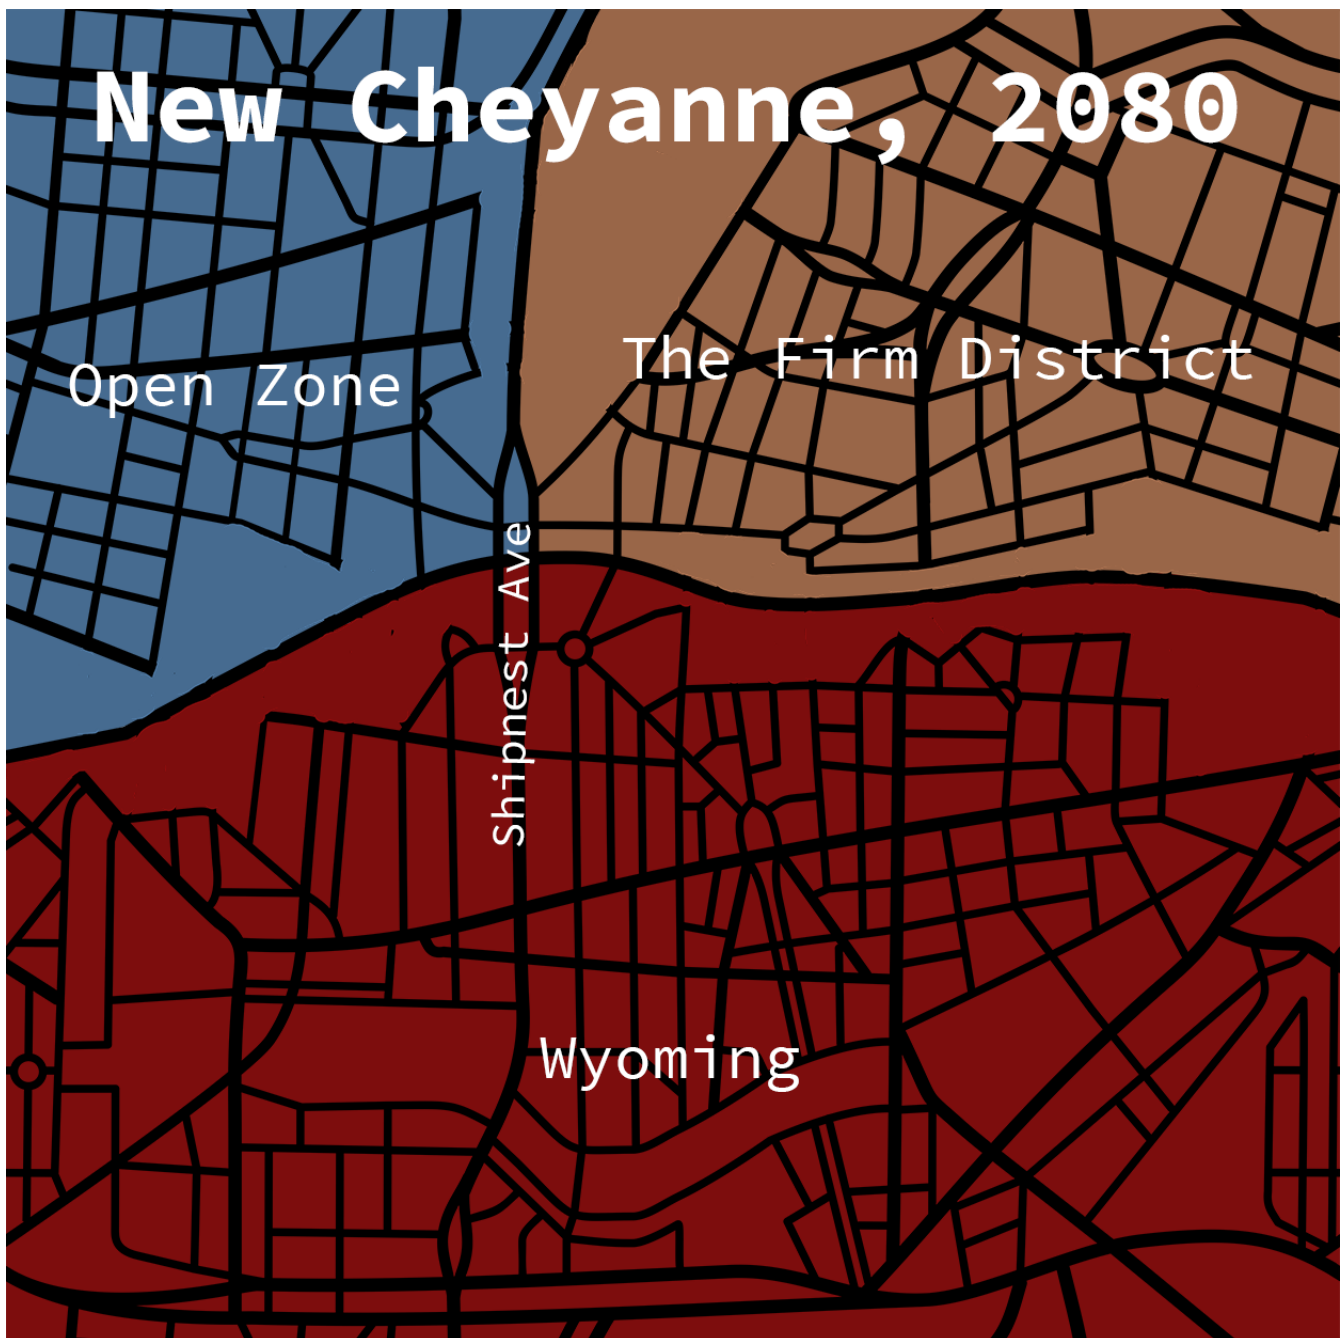 New Cheyanne, 2080
The Firm District
Open Zone
Shipnest Ave
Wyoming